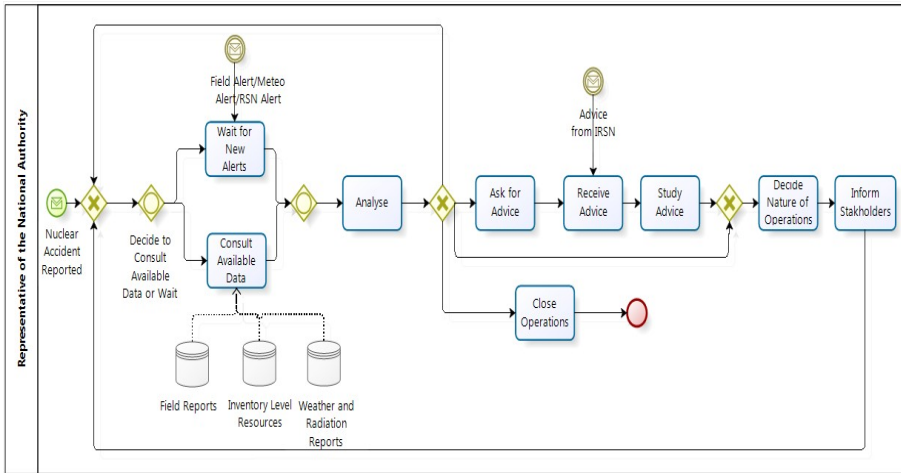 Representative of the National Authority
Nuclear
Accident
Reported
Decide to
Consult
Available
Data or Wait
Field Alert/Meteo
Alert/RSN Alert
Wait for
New
Alerts
Consult
Available
Data
Field Reports
Inventory Level
Resources
Weather and
Radiation
Reports
Analyse
Ask for
Advice
Advice
from IRSN
Receive
Advice
Study
Advice
Decide
Nature of
Operations
Inform
Stakholders
Close
Operations